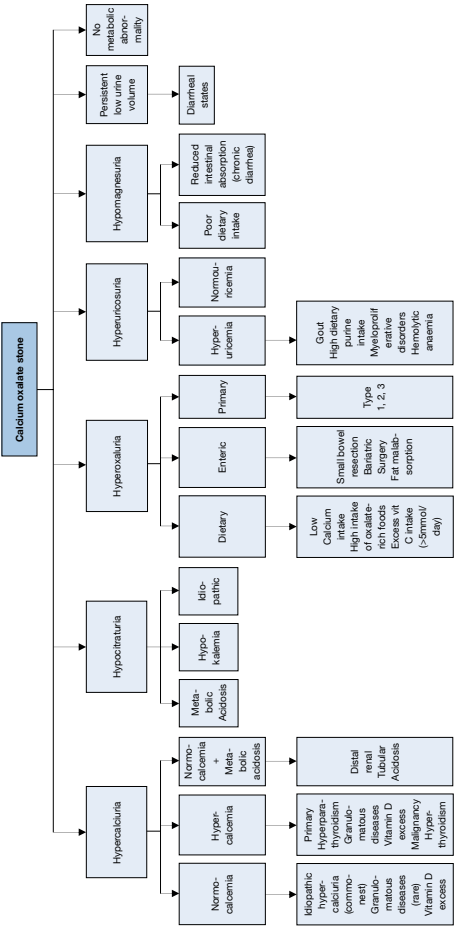 Calcium oxalate stone
Hypercalciuria
Hypocitraturia
Hyperoxaluria
Hyperuricosuria
Hypomagnesuria
Persistent
low urine
volume
No
metabolic
abnor-
mality
Normo-
calcemia
Hyper-
calcemia
Normo-
calcemia
+
Meta-
bolic
acidosis
Meta-
bolic
Acidosis
Hypo-
kalemia
Idio-
pathic
Dietary
Enteric
Primary
Hyper-
uricemia
Normou-
ricemia
Poor
dietary
intake
Reduced
intestinal
absorption
(chronic
diarrhea)
Diarrheal
states
Idiopathic
hyper-
calciuria
(commo-
nest)
Granulo-
matous
diseases
(rare)
Vitamin D
excess
Primary
Hyperpara-
thyroidism
Granulo-
matous
diseases
Vitamin D
excess
Malignancy
Hyper-
thyroidism
Distal
renal
Tubular
Acidosis
Low
Calcium
intake
High intake
of oxalate-
rich foods
Excess vit
C intake
(>5mmol/
day)
Small bowel
resection
Bariatric
Surgery
Fat malab-
sorption
Type
1, 2, 3
Gout
High dietary
purine
intake
Myeloprolif
erative
disorders
Hemolytic
anaemia